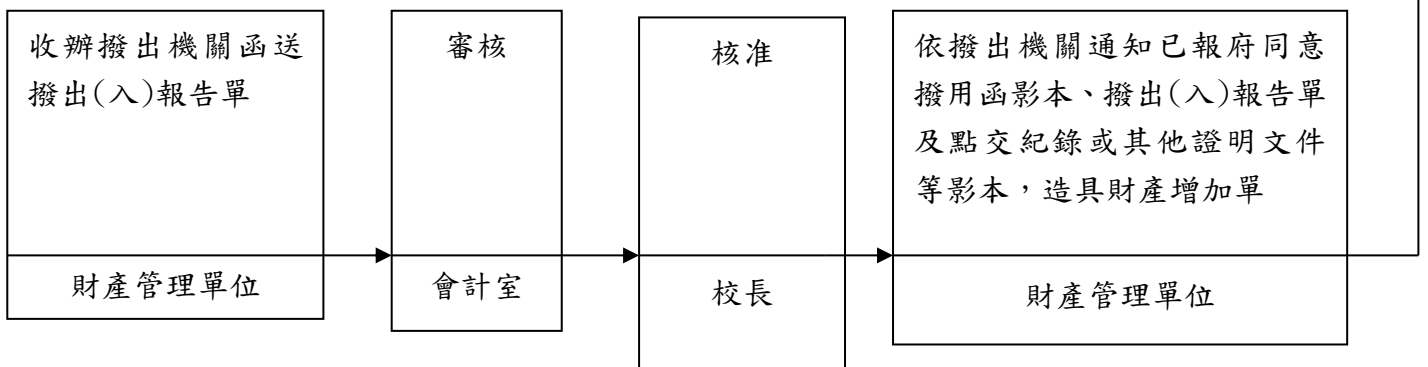 收辦撥出機關函送
撥出(入)報告單
財產管理單位
審核
會計室
核准
校長
依撥出機關通知已報府同意
撥用函影本、撥出(入)報告單
及點交紀錄或其他證明文件
等影本，造具財產增加單
財產管理單位